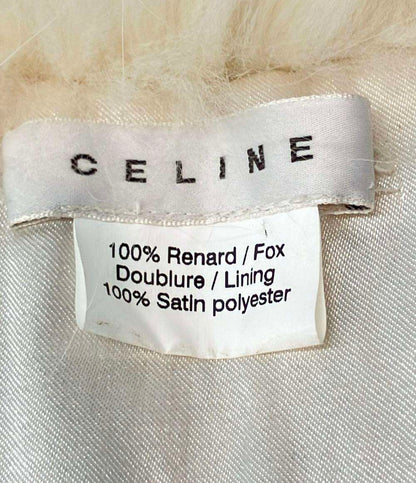 CELINE
100% Renard / Fox
Doublure / Lining
100% Satin polyester